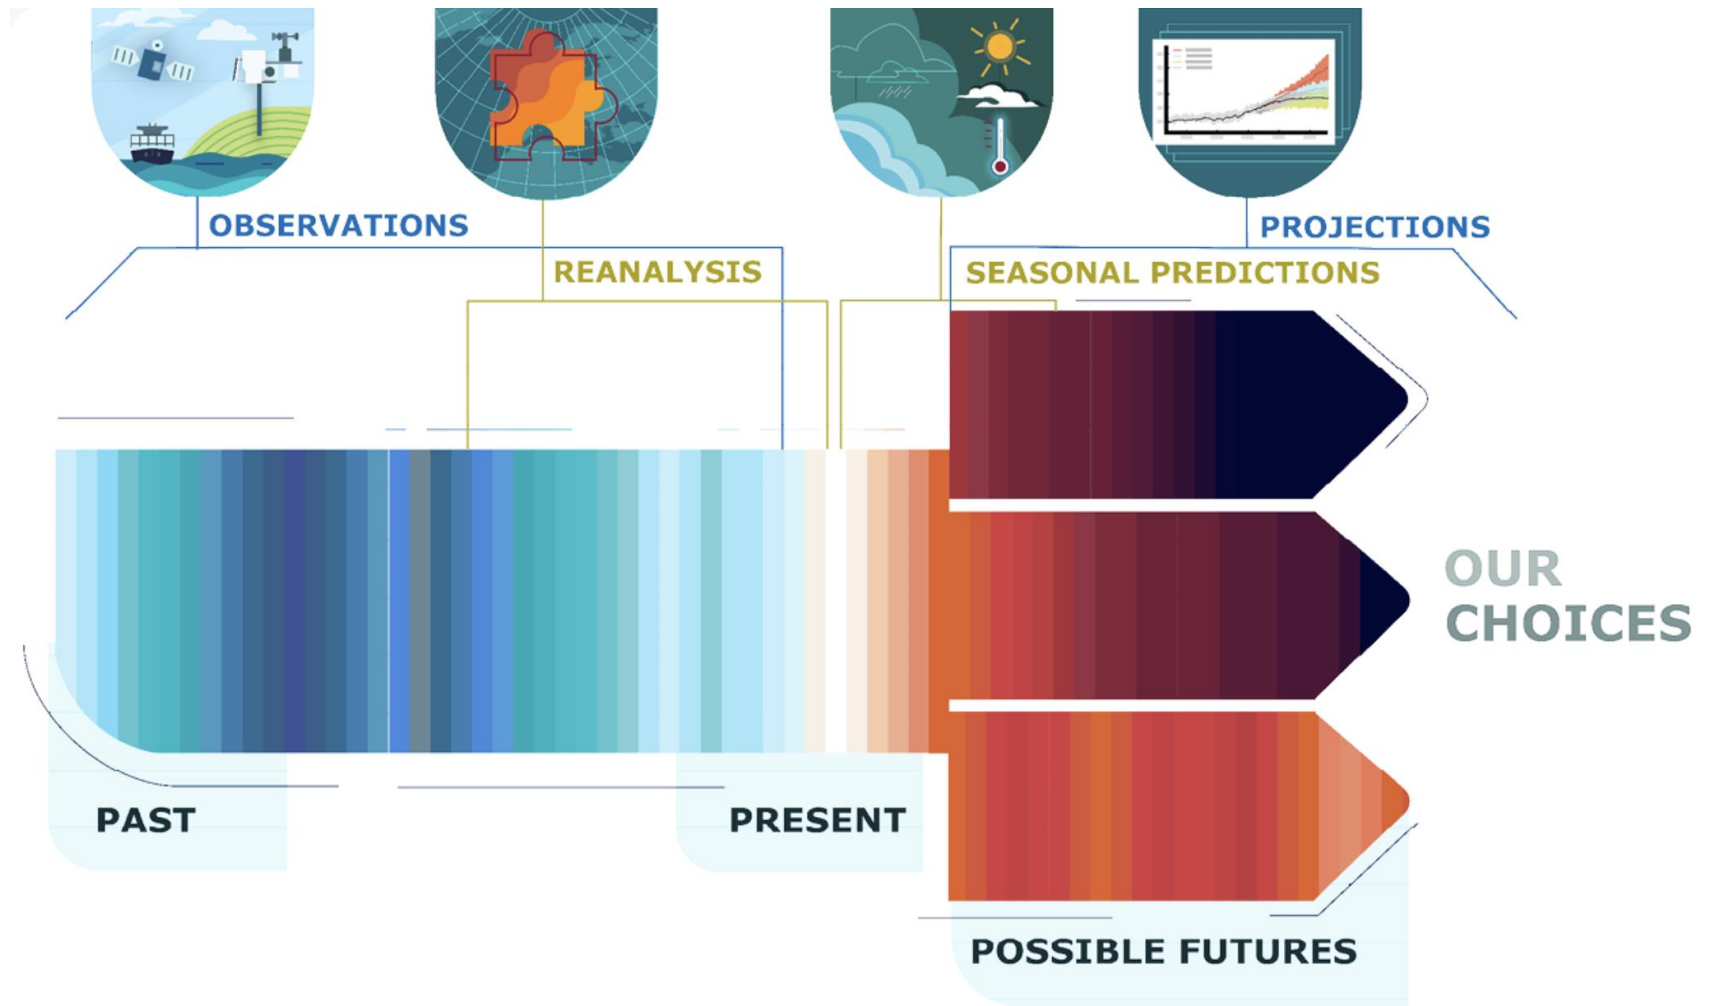 OBSERVATIONS
REANALYSIS
SEASONAL PREDICTIONS
PROJECTIONS
OUR
CHOICES
PAST
PRESENT
POSSIBLE FUTURES